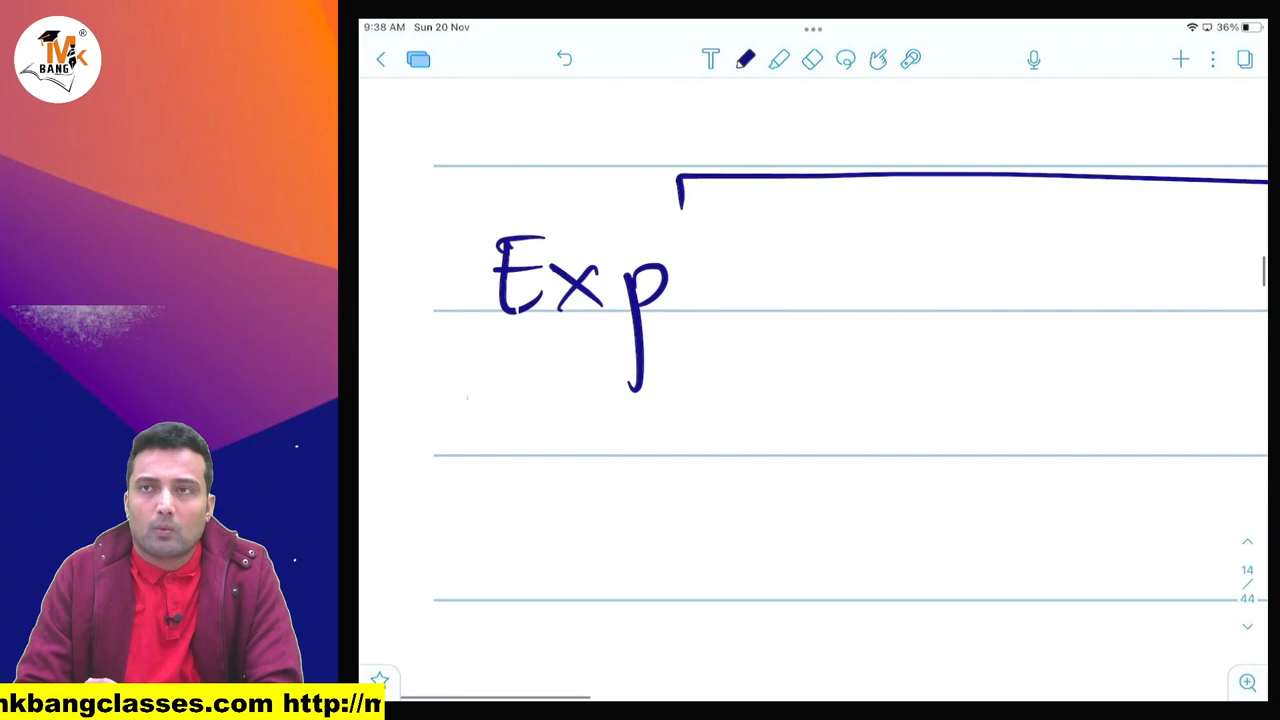 9:38 AM Sun 20 Nov
36%
MK
BANG
®
T
Exp
14
/
44
nkbangclasses.com http://m